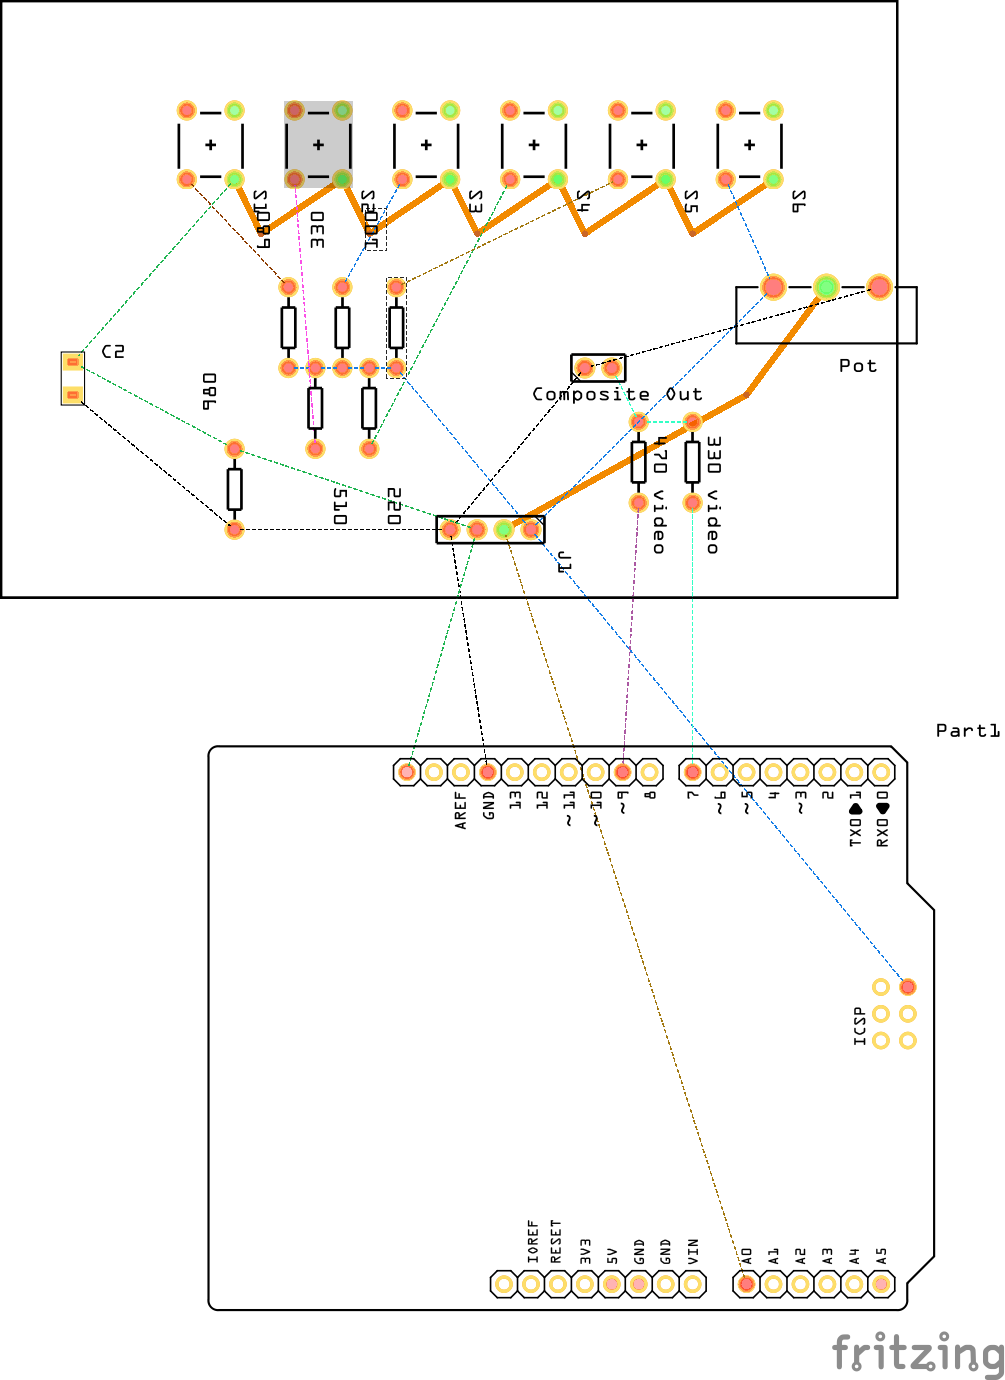 S1
S2
S3
S4
S5
S6
680
330
100
C2
Pot
Composite Out
680
470 video
330 video
510
220
J1
Part1
AREF
GND
13
12
~11
~10
~9
8
7
~6
~5
4
~3
2
TX0▶1
RX0◀0
ICSP
IOREF
RESET
3V3
5V
GND
GND
VIN
A0
A1
A2
A3
A4
A5
fritzing